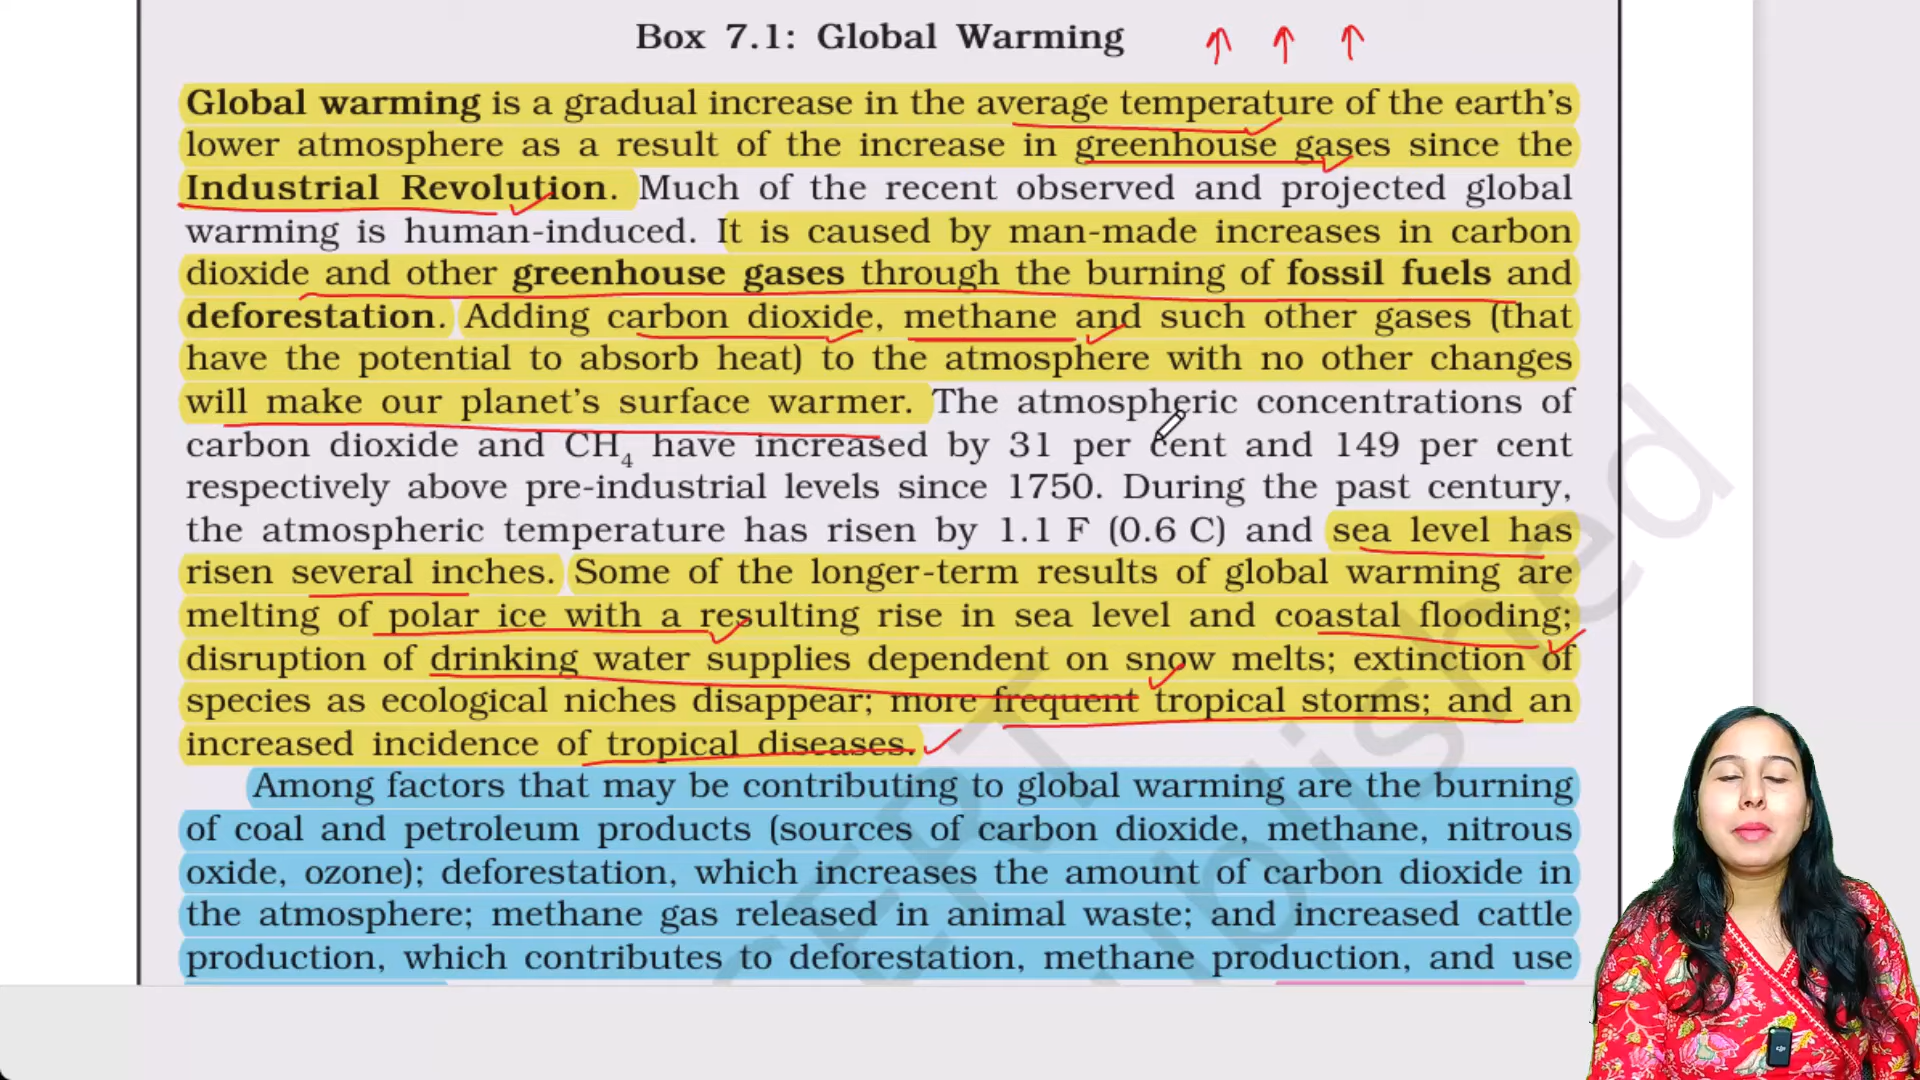 Box 7.1: Global Warming
Global warming is a gradual increase in the average temperature of the earth's
lower atmosphere as a result of the increase in greenhouse gases since the
Industrial Revolution. Much of the recent observed and projected global
warming is human-induced. It is caused by man-made increases in carbon
dioxide and other greenhouse gases through the burning of fossil fuels and
deforestation. Adding carbon dioxide, methane and such other gases (that
have the potential to absorb heat) to the atmosphere with no other changes
will make our planet's surface warmer. The atmospheric concentrations of
carbon dioxide and CH4 have increased by 31 per cent and 149 per cent
respectively above pre-industrial levels since 1750. During the past century,
the atmospheric temperature has risen by 1.1 F (0.6 C) and sea level has
risen several inches. Some of the longer-term results of global warming are
melting of polar ice with a resulting rise in sea level and coastal flooding;
disruption of drinking water supplies dependent on snow melts; extinction of
species as ecological niches disappear; more frequent tropical storms; and an
increased incidence of tropical diseases.
Among factors that may be contributing to global warming are the burning
of coal and petroleum products (sources of carbon dioxide, methane, nitrous
oxide, ozone); deforestation, which increases the amount of carbon dioxide in
the atmosphere; methane gas released in animal waste; and increased cattle
production, which contributes to deforestation, methane production, and use